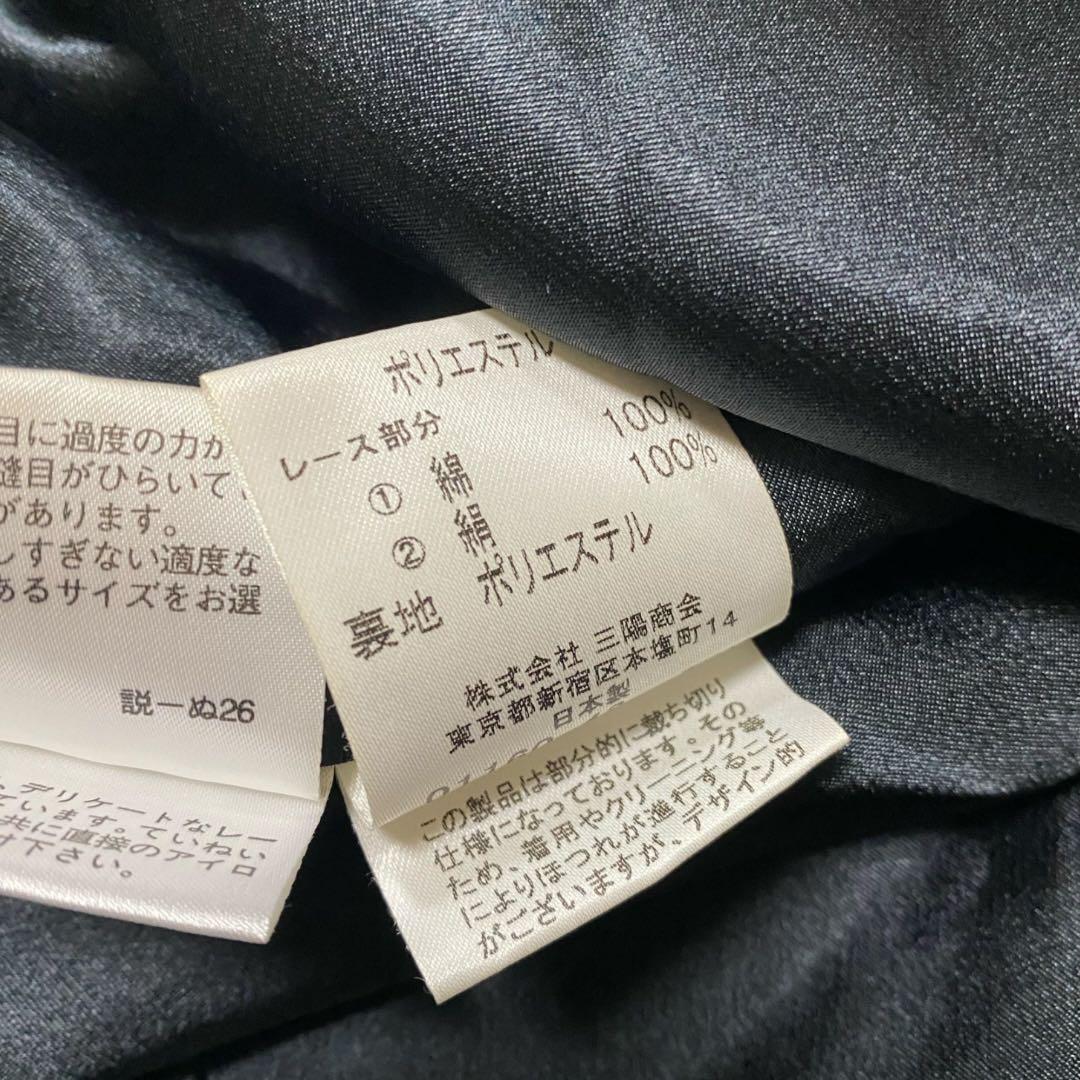 目に過度の力が
縫目がひらいて
があります。
しすぎない適度な
あるサイズをお選
説ーぬ26
デリケートなレー
います。ていねい
共に直接のアイロ
け下さい。
ポリエステル
レース部分
① 綿 100%
② 絹 100%
裏地 ポリエステル
株式会社 三陽商会
東京都新宿区本塩町14
日本製
この製品は部分的に裁ち切り
仕様になっております。その
ため、着用やクリーニング等
によりほつれが進行すること
がございますが、デザイン的